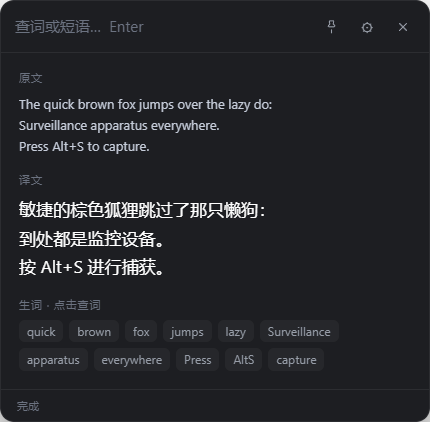 查词或短语... Enter
原文
The quick brown fox jumps over the lazy do:
Surveillance apparatus everywhere.
Press Alt+S to capture.
译文
敏捷的棕色狐狸跳过了那只懒狗：
到处都是监控设备。
按 Alt+S 进行捕获。
生词 · 点击查词
quick brown fox jumps lazy Surveillance
apparatus everywhere Press AltS capture
完成